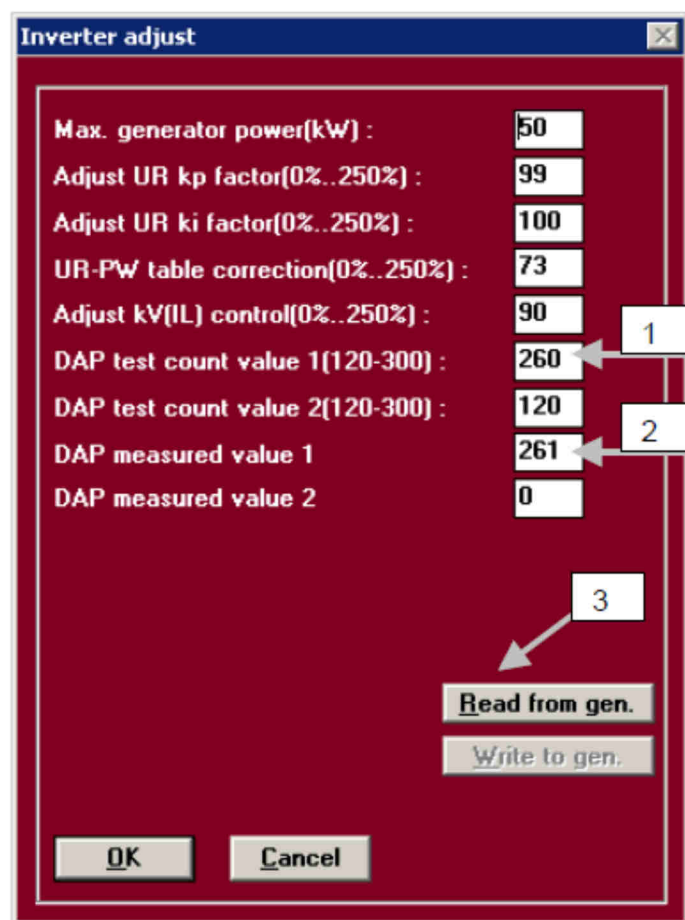 Inverter adjust
Max. generator power(kW) : 50
Adjust UR kp factor(0%..250%) : 99
Adjust UR ki factor(0%..250%) : 100
UR-PW table correction(0%..250%) : 73
Adjust kV(IL) control(0%..250%) : 90
1
DAP test count value 1(120-300) : 260
DAP test count value 2(120-300) : 120
2
DAP measured value 1 261
DAP measured value 2 0
3
Read from gen.
Write to gen.
OK Cancel